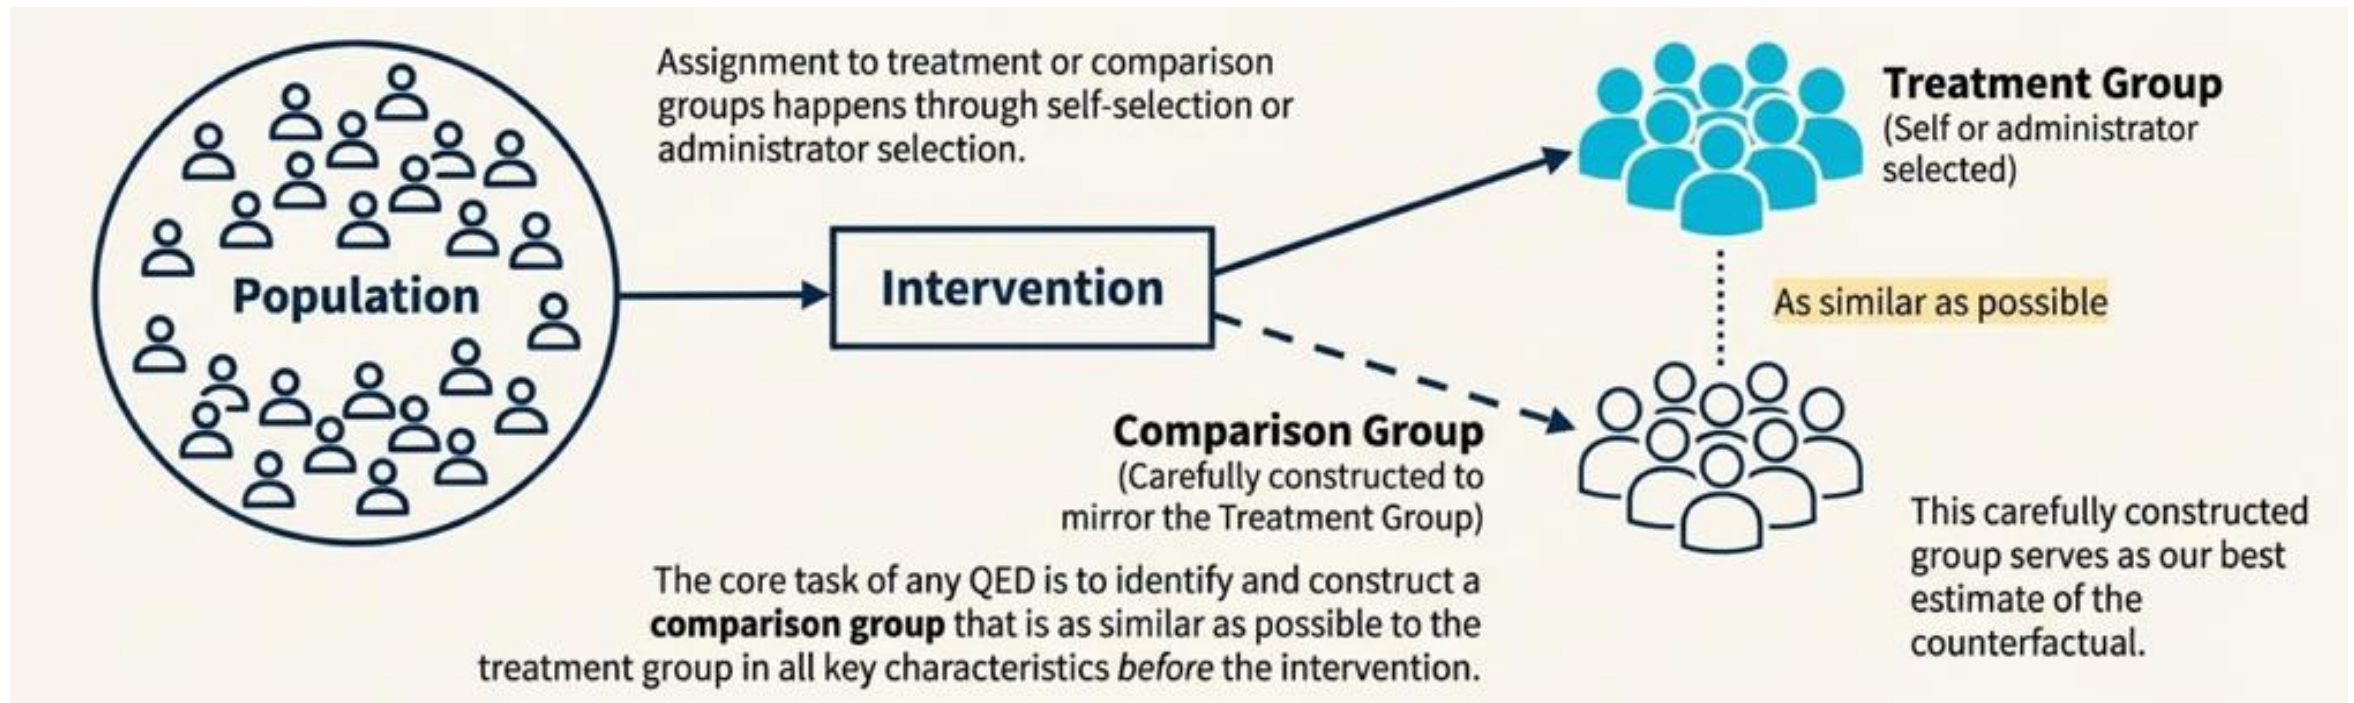 Assignment to treatment or comparison
groups happens through self-selection or
administrator selection.
Population
Intervention
Treatment Group
(Self or administrator
selected)
As similar as possible
Comparison Group
(Carefully constructed to
mirror the Treatment Group)
The core task of any QED is to identify and construct a
comparison group that is as similar as possible to the
treatment group in all key characteristics before the intervention.
This carefully constructed
group serves as our best
estimate of the
counterfactual.